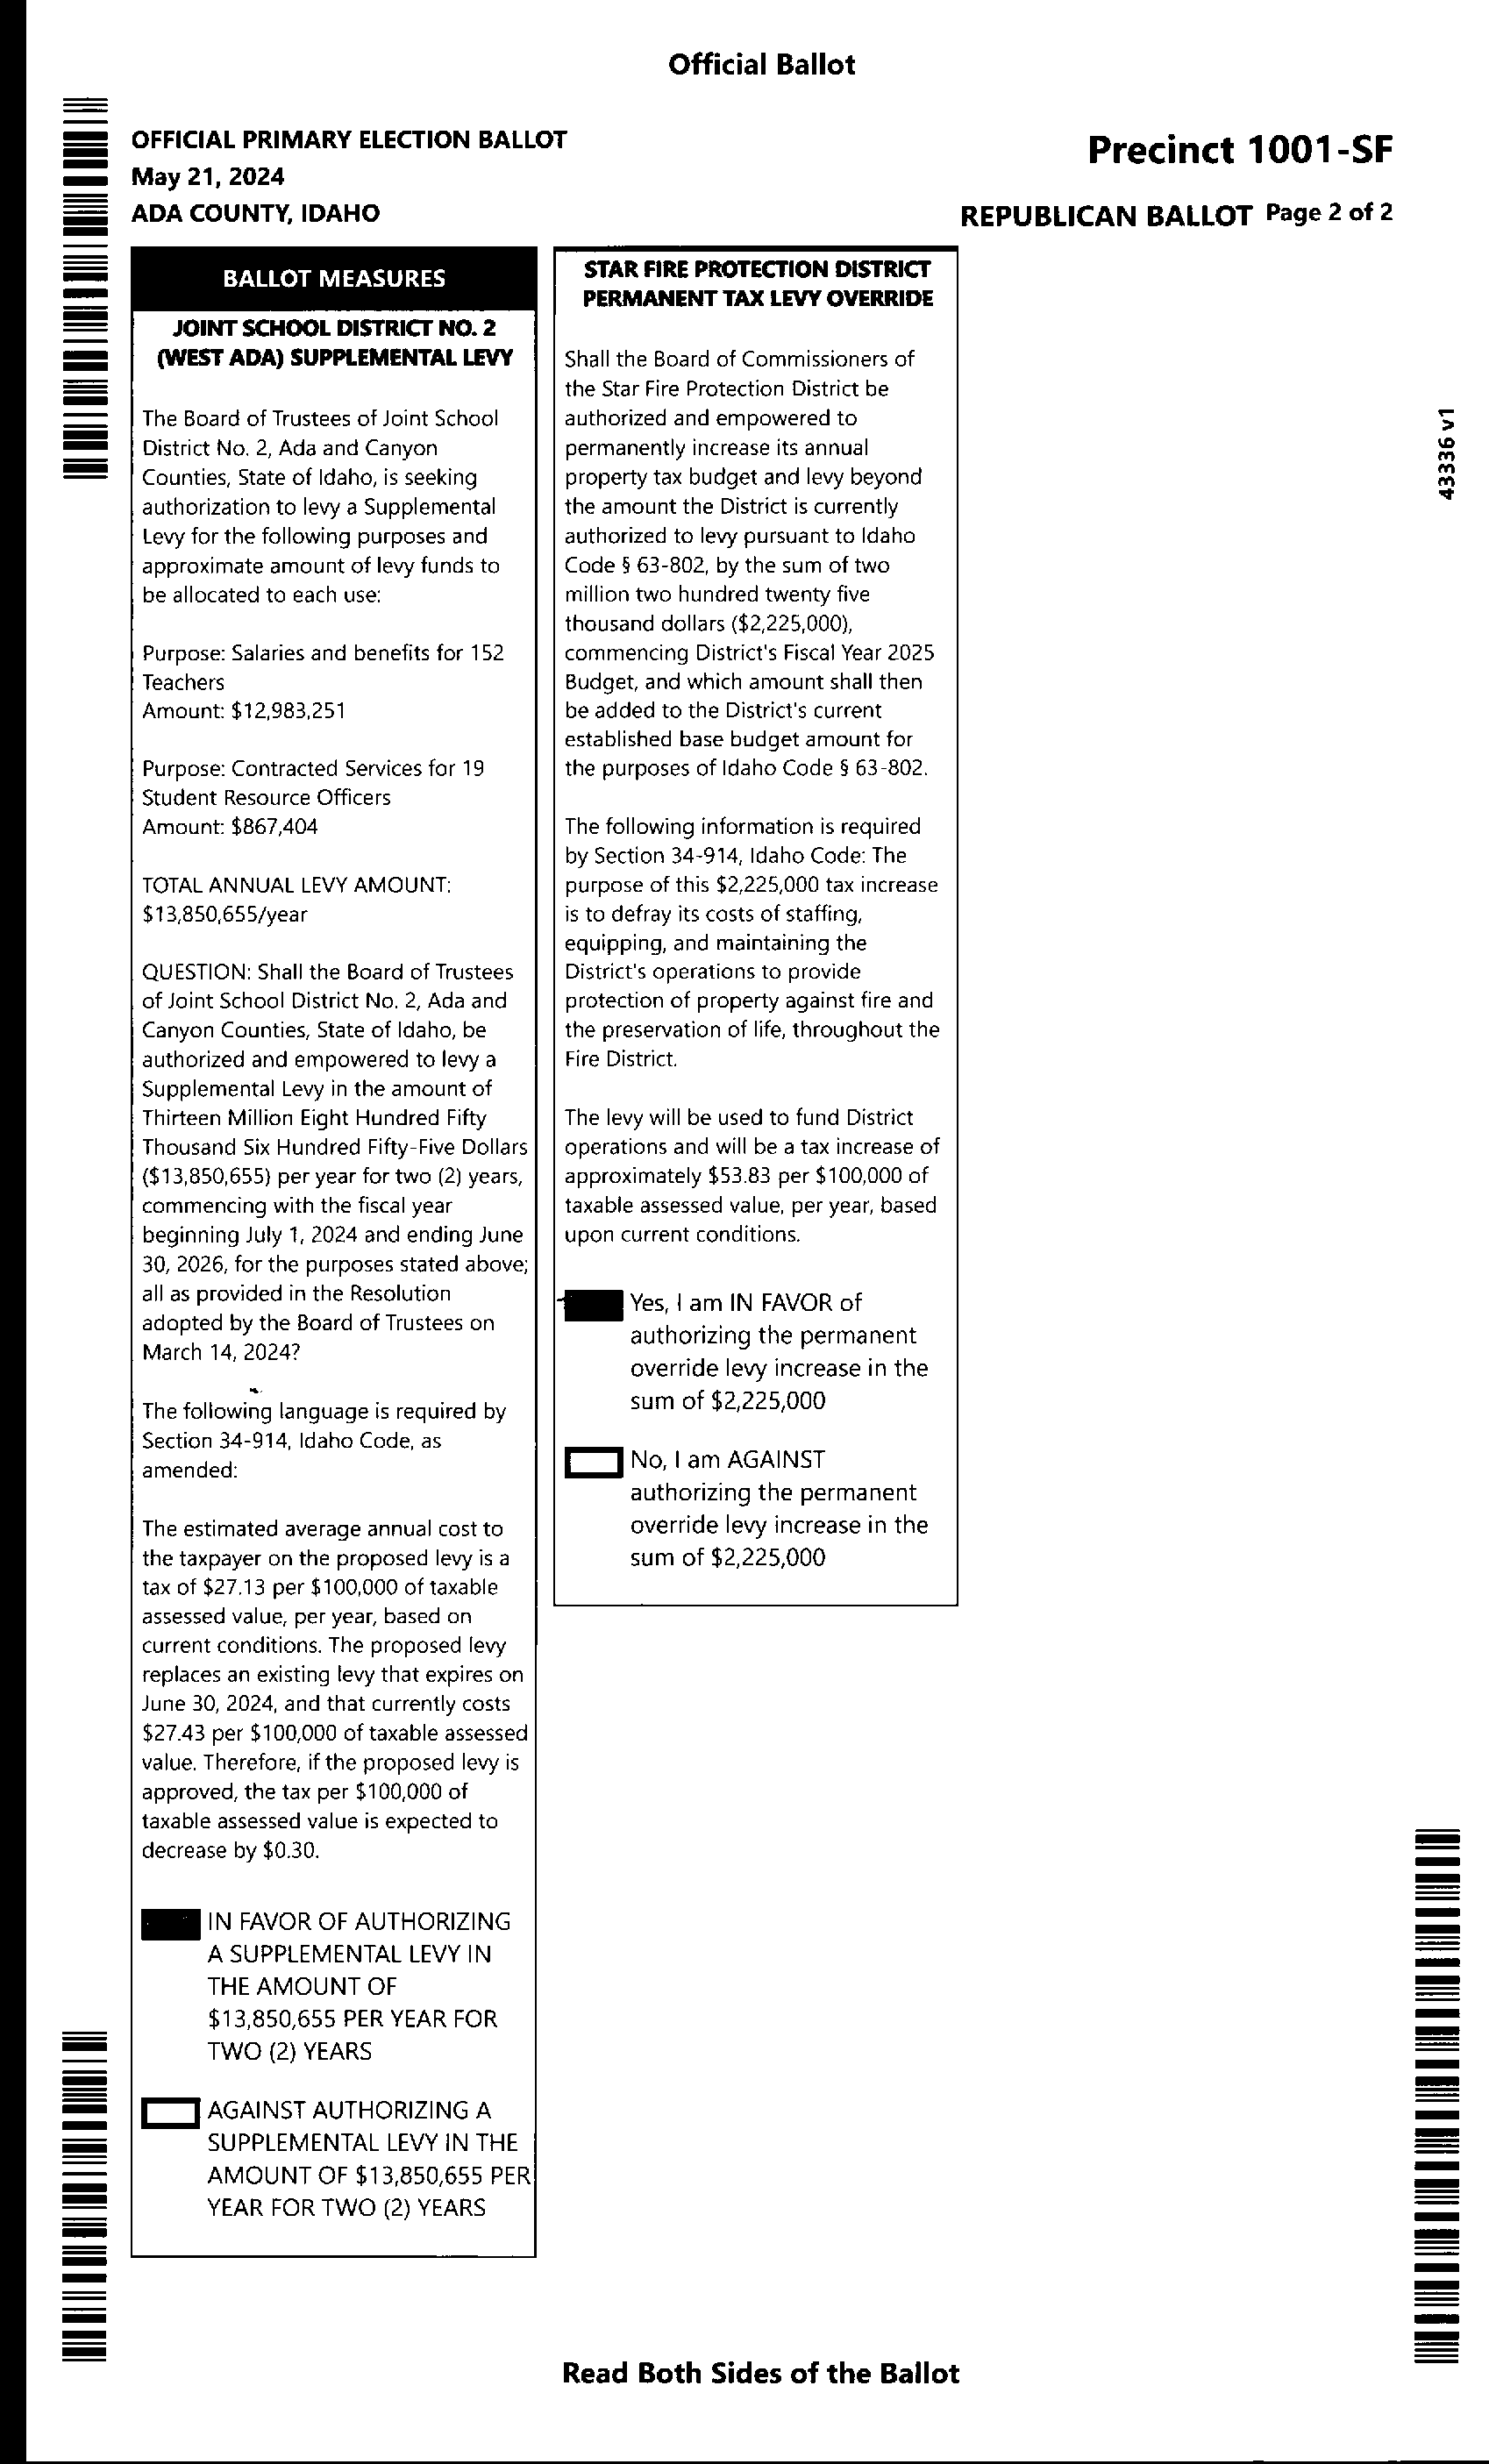 Official Ballot
OFFICIAL PRIMARY ELECTION BALLOT
May 21, 2024
ADA COUNTY, IDAHO
Precinct 1001-SF
REPUBLICAN BALLOT Page 2 of 2
BALLOT MEASURES
JOINT SCHOOL DISTRICT NO. 2
(WEST ADA) SUPPLEMENTAL LEVY
The Board of Trustees of Joint School
District No. 2, Ada and Canyon
Counties, State of Idaho, is seeking
authorization to levy a Supplemental
Levy for the following purposes and
approximate amount of levy funds to
be allocated to each use:
Purpose: Salaries and benefits for 152
Teachers
Amount: $12,983,251
Purpose: Contracted Services for 19
Student Resource Officers
Amount: $867,404
TOTAL ANNUAL LEVY AMOUNT:
$13,850,655/year
QUESTION: Shall the Board of Trustees
of Joint School District No. 2, Ada and
Canyon Counties, State of Idaho, be
authorized and empowered to levy a
Supplemental Levy in the amount of
Thirteen Million Eight Hundred Fifty
Thousand Six Hundred Fifty-Five Dollars
($13,850,655) per year for two (2) years,
commencing with the fiscal year
beginning July 1, 2024 and ending June
30, 2026, for the purposes stated above;
all as provided in the Resolution
adopted by the Board of Trustees on
March 14, 2024?
The following language is required by
Section 34-914, Idaho Code, as
amended:
The estimated average annual cost to
the taxpayer on the proposed levy is a
tax of $27.13 per $100,000 of taxable
assessed value, per year, based on
current conditions. The proposed levy
replaces an existing levy that expires on
June 30, 2024, and that currently costs
$27.43 per $100,000 of taxable assessed
value. Therefore, if the proposed levy is
approved, the tax per $100,000 of
taxable assessed value is expected to
decrease by $0.30.
IN FAVOR OF AUTHORIZING
A SUPPLEMENTAL LEVY IN
THE AMOUNT OF
$13,850,655 PER YEAR FOR
TWO (2) YEARS
AGAINST AUTHORIZING A
SUPPLEMENTAL LEVY IN THE
AMOUNT OF $13,850,655 PER
YEAR FOR TWO (2) YEARS
STAR FIRE PROTECTION DISTRICT
PERMANENT TAX LEVY OVERRIDE
Shall the Board of Commissioners of
the Star Fire Protection District be
authorized and empowered to
permanently increase its annual
property tax budget and levy beyond
the amount the District is currently
authorized to levy pursuant to Idaho
Code § 63-802, by the sum of two
million two hundred twenty five
thousand dollars ($2,225,000),
commencing District's Fiscal Year 2025
Budget, and which amount shall then
be added to the District's current
established base budget amount for
the purposes of Idaho Code § 63-802.
The following information is required
by Section 34-914, Idaho Code: The
purpose of this $2,225,000 tax increase
is to defray its costs of staffing,
equipping, and maintaining the
District's operations to provide
protection of property against fire and
the preservation of life, throughout the
Fire District.
The levy will be used to fund District
operations and will be a tax increase of
approximately $53.83 per $100,000 of
taxable assessed value, per year, based
upon current conditions.
Yes, I am IN FAVOR of
authorizing the permanent
override levy increase in the
sum of $2,225,000
No, I am AGAINST
authorizing the permanent
override levy increase in the
sum of $2,225,000
43336 v1
Read Both Sides of the Ballot